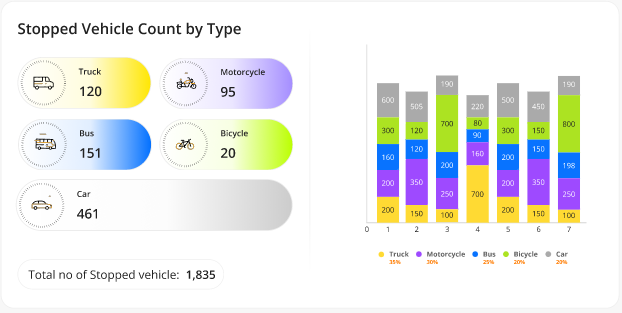 Stopped Vehicle Count by Type
Truck
120
Motorcycle
95
Bus
151
Bicycle
20
Car
461
Total no of Stopped vehicle: 1,835
600 505 190 220 500 450 190
300 120 700 80 300 150 800
160 120 200 90 200 150 198
200 350 250 160 200 350 250
200 150 100 700 200 150 100
0 1 2 3 4 5 6 7
Truck Motorcycle Bus Bicycle Car
35% 30% 25% 20% 20%